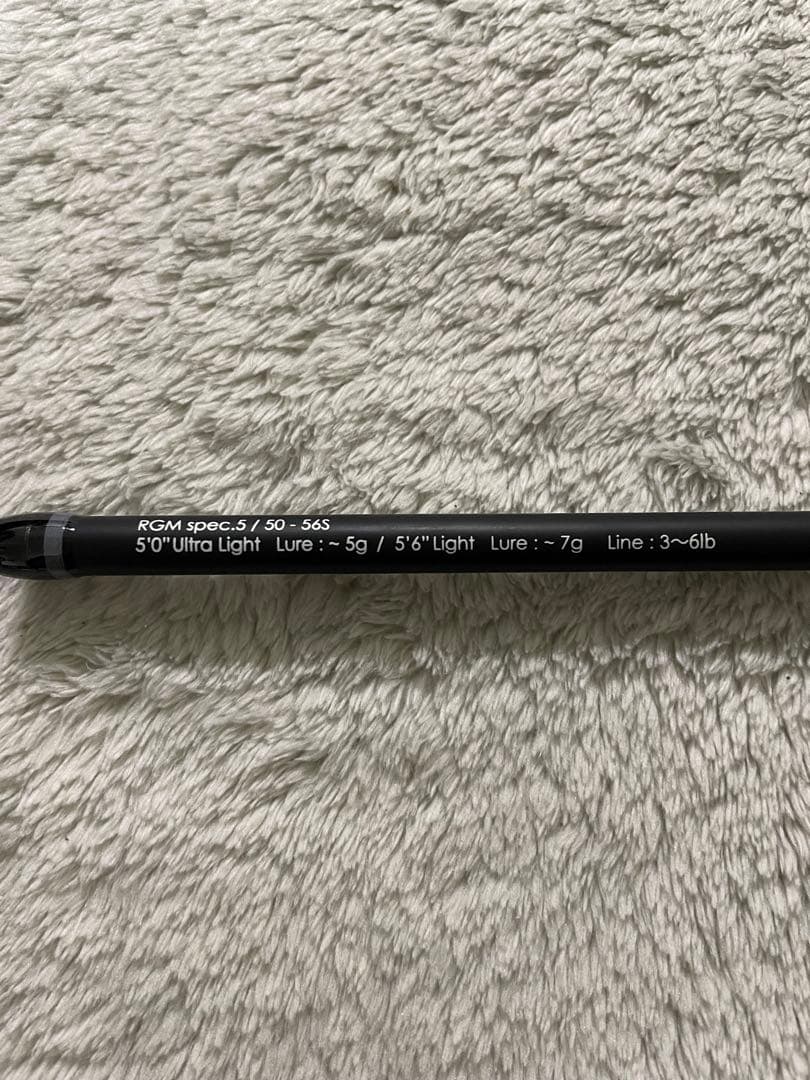 RGM spec.5 / 50 - 56S
5'0" Ultra Light Lure : ~ 5g / 5'6" Light Lure : ~ 7g Line : 3～6lb